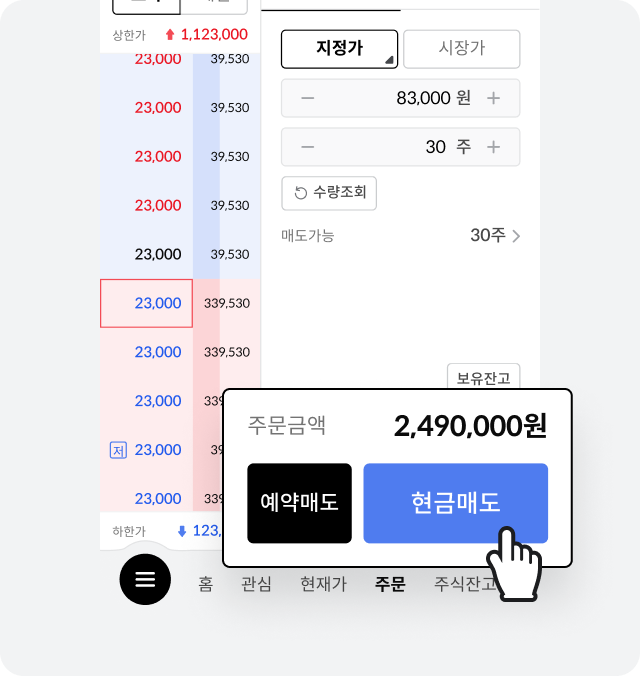 상한가 1,123,000
23,000 39,530
23,000 39,530
23,000 39,530
23,000 39,530
23,000 39,530
23,000 339,530
23,000 339,530
23,000
저 23,000
23,000
하한가
지정가 시장가
83,000 원
30 주
수량조회
매도가능 30주
보유잔고
주문금액 2,490,000원
예약매도 현금매도
홈 관심 현재가 주문 주식잔고